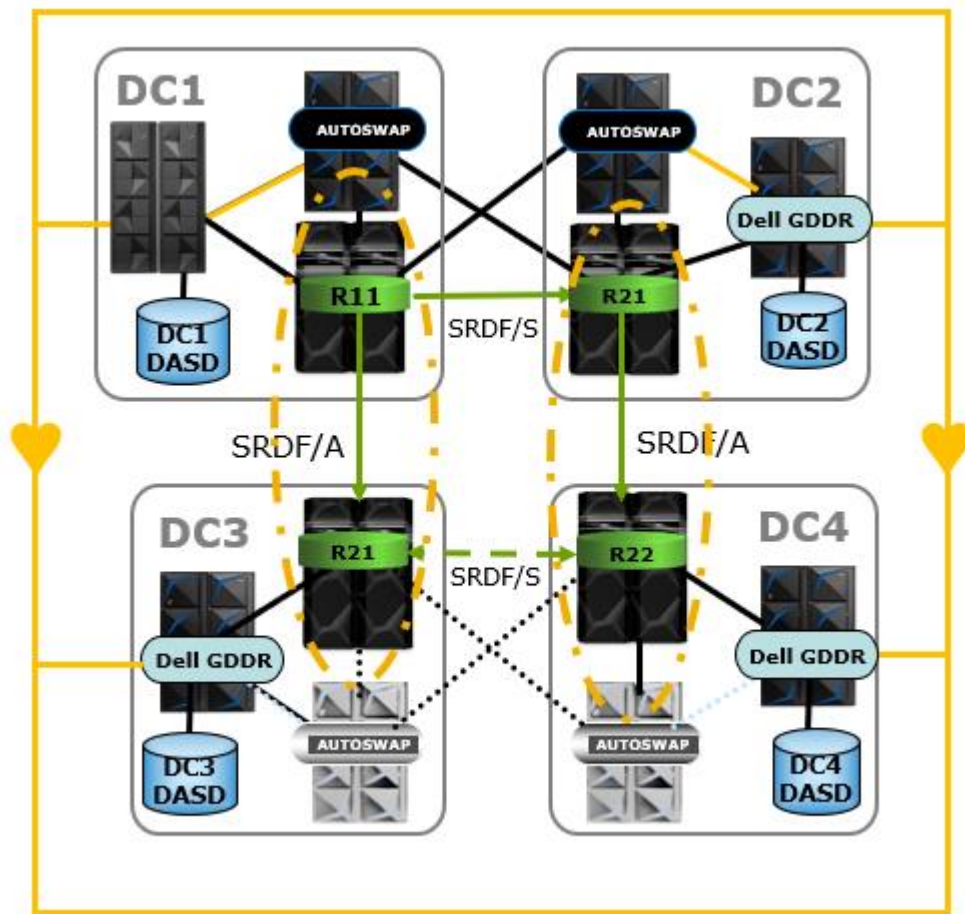 DC1
AUTOSWAP
AUTOSWAP
DC2
Dell GDDR
R11
R21
SRDF/S
DC1
DASD
DC2
DASD
SRDF/A
SRDF/A
DC3
R21
SRDF/S
R22
DC4
Dell GDDR
Dell GDDR
AUTOSWAP
AUTOSWAP
DC3
DASD
DC4
DASD